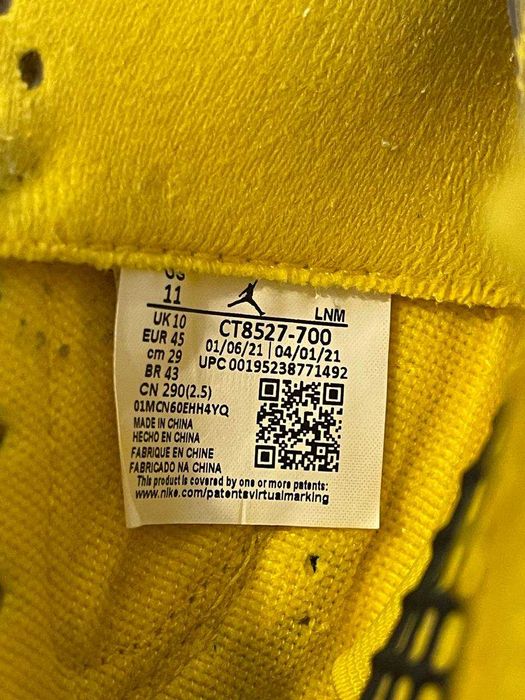 US
11
LNM
UK 10
CT8527-700
EUR 45
01/06/21 | 04/01/21
cm 29
UPC 00195238771492
BR 43
CN 290(2.5)
01MCN60EHH4YQ
MADE IN CHINA
HECHO EN CHINA
FABRIQUE EN CHINE
FABRICADO NA CHINA
This product is covered by one or more patents:
www.nike.com/patentsvirtualmarking